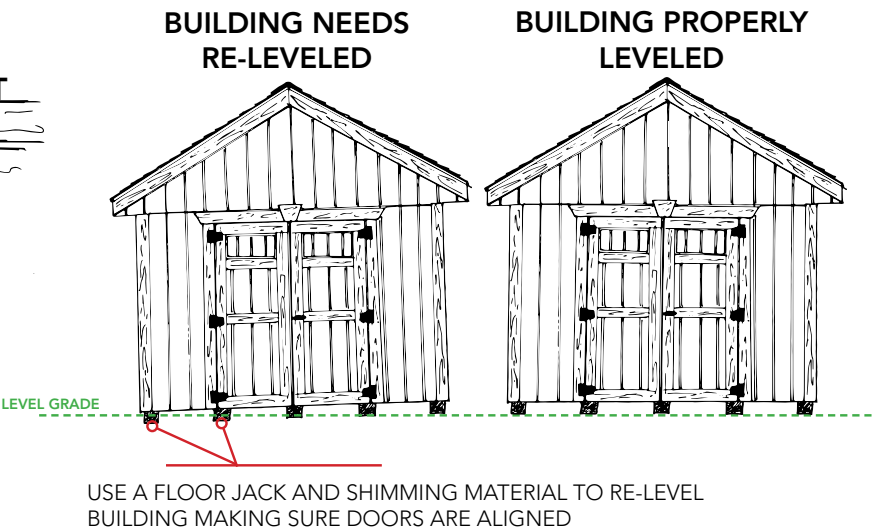 BUILDING NEEDS
RE-LEVELED
BUILDING PROPERLY
LEVELED
LEVEL GRADE
USE A FLOOR JACK AND SHIMMING MATERIAL TO RE-LEVEL
BUILDING MAKING SURE DOORS ARE ALIGNED